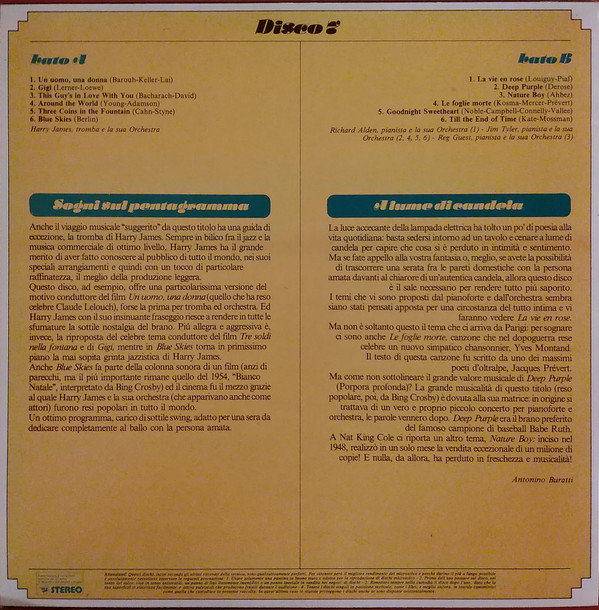 Disco 7
Lato A
1. Un uomo, una donna (Barouh-Keller-Lai)
2. Gigi (Lerner-Loewe)
3. This Guy's in Love With You (Bacharach-David)
4. Around the World (Young-Adamson)
5. Three Coins in the Fountain (Cahn-Styne)
6. Blue Skies (Berlin)
Harry James, tromba e la sua Orchestra
Lato B
1. La vie en rose (Louiguy-Piaf)
2. Deep Purple (Derose)
3. Nature Boy (Ahbez)
4. Le foglie morte (Kosma-Mercer-Prévert)
5. Goodnight Sweetheart (Noble-Campbell-Connelly-Vallee)
6. Till the End of Time (Kate-Mossman)
Richard Alden, pianista e la sua Orchestra (1) - Jim Tyler, pianista e la sua
Orchestra (2, 4, 5, 6) - Reg Guest, pianista e la sua Orchestra (3)
Sogni sul pentagramma
Anche il viaggio musicale "suggerito" da questo titolo ha una guida di
eccezione, la tromba di Harry James. Sempre in bilico fra il jazz e la
musica commerciale di ottimo livello, Harry James ha il grande
merito di aver fatto conoscere al pubblico di tutto il mondo, nei suoi
speciali arrangiamenti e quindi con un tocco di particolare
raffinatezza, il meglio della produzione leggera.
Questo disco, ad esempio, offre una particolarissima versione del
motivo conduttore del film Un uomo, una donna (quello che ha reso
celebre Claude Lelouch), forse la prima per tromba ed orchestra. Ed
Harry James con il suo insinuante fraseggio riesce a rendere in tutte le
sfumature la sottile nostalgia del brano. Più allegra e aggressiva è,
invece, la riproposta del celebre tema conduttore del film Tre soldi
nella fontana e di Gigi, mentre in Blue Skies torna in primissimo
piano la mai sopita grinta jazzistica di Harry James.
Anche Blue Skies fa parte della colonna sonora di un film (anzi di
parecchi, ma il più importante rimane quello del 1954, "Bianco
Natale", interpretato da Bing Crosby) ed il cinema fu il mezzo grazie
al quale Harry James e la sua orchestra (che apparivano anche come
attori) furono resi popolari in tutto il mondo.
Un ottimo programma, carico di sottile swing, adatto per una sera da
dedicare completamente al ballo con la persona amata.
A lume di candela
La luce accecante della lampada elettrica ha tolto un po' di poesia alla
vita quotidiana: basta sedersi intorno ad un tavolo e cenare a lume di
candela per capire che cosa si è perduto in intimità e sentimento.
Ma se fate appello alla vostra fantasia o, meglio, se avete la possibilità
di trascorrere una serata fra le pareti domestiche con la persona
amata davanti al chiarore di un'autentica candela, allora questo disco
è il sale necessario per rendere tutto più saporito.
I temi che vi sono proposti dal pianoforte e dall'orchestra sembra
siano stati pensati apposta per una circostanza del tutto intima e vi
faranno vedere La vie en rose.
Ma non è soltanto questo il tema che ci arriva da Parigi: per sognare
ci sono anche Le foglie morte, canzone che nel dopoguerra rese
celebre un nuovo simpatico chansonnier, Yves Montand.
Il testo di questa canzone fu scritto da uno dei massimi
poeti d'oltralpe, Jacques Prévert.
Ma come non sottolineare il grande valore musicale di Deep Purple
(Porpora profonda)? La grande musicalità di questo titolo (reso
popolare, poi, da Bing Crosby) è dovuta alla sua matrice: in origine si
trattava di un vero e proprio piccolo concerto per pianoforte e
orchestra, le parole vennero dopo. Deep Purple era il brano preferito
del famoso campione di baseball Babe Ruth.
A Nat King Cole ci riporta un altro tema, Nature Boy: inciso nel
1948, realizzò in un solo mese la vendita eccezionale di un milione di
copie! E nulla, da allora, ha perduto in freschezza e musicalità!
Antonino Buratti
STEREO